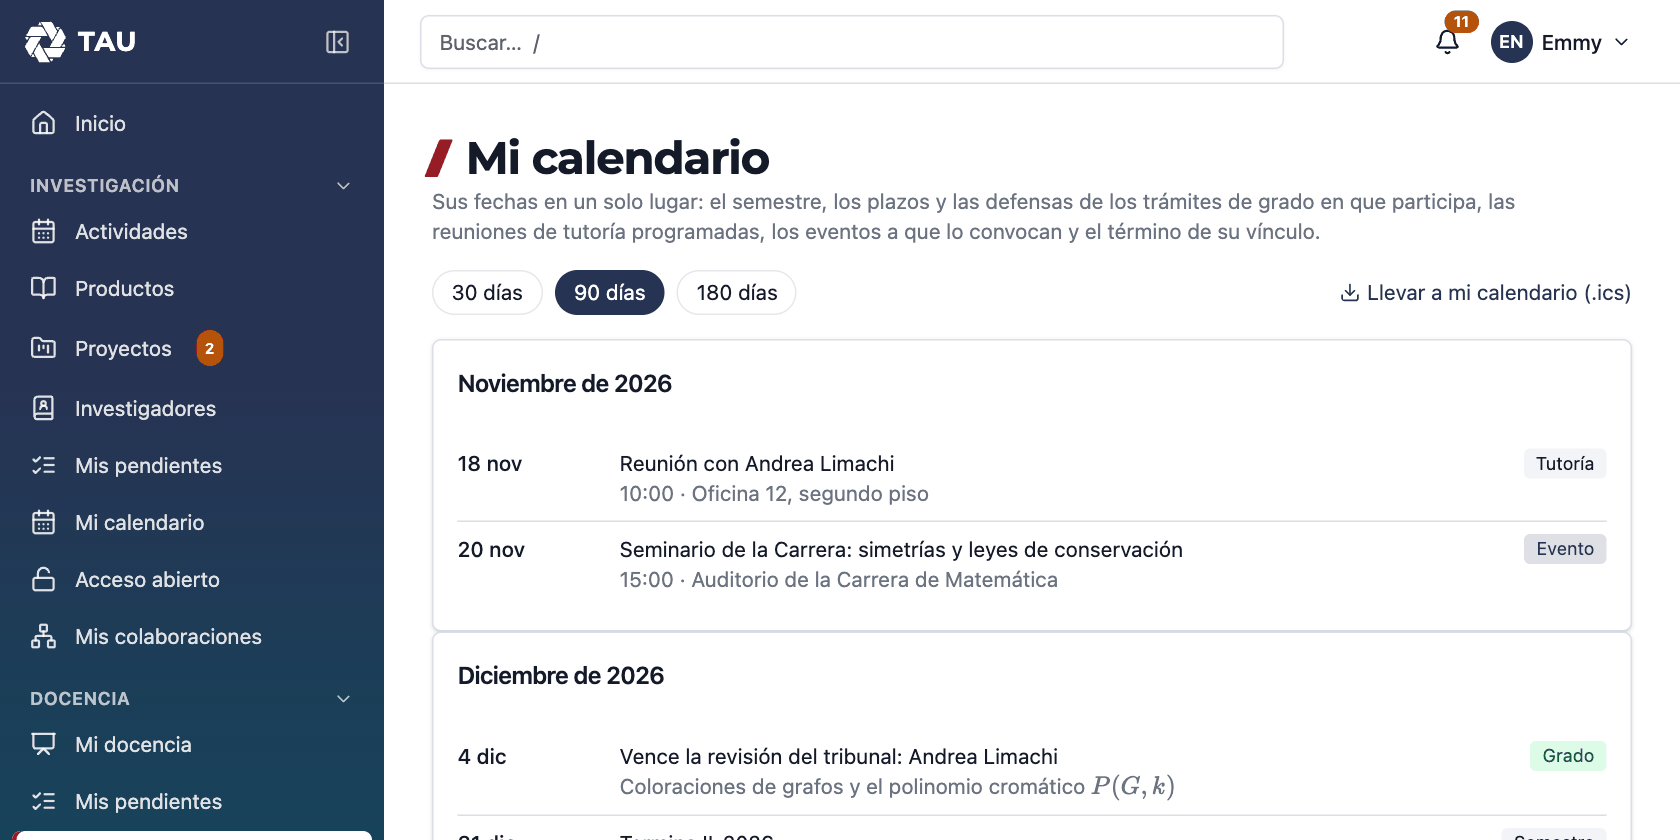 TAU
Buscar... /
11
EN
Emmy
Inicio
INVESTIGACIÓN
Actividades
Productos
Proyectos 2
Investigadores
Mis pendientes
Mi calendario
Acceso abierto
Mis colaboraciones
DOCENCIA
Mi docencia
Mis pendientes
Mi calendario
Sus fechas en un solo lugar: el semestre, los plazos y las defensas de los trámites de grado en que participa, las
reuniones de tutoría programadas, los eventos a que lo convocan y el término de su vínculo.
30 días
90 días
180 días
Llevar a mi calendario (.ics)
Noviembre de 2026
18 nov
Reunión con Andrea Limachi
10:00 · Oficina 12, segundo piso
Tutoría
20 nov
Seminario de la Carrera: simetrías y leyes de conservación
15:00 · Auditorio de la Carrera de Matemática
Evento
Diciembre de 2026
4 dic
Vence la revisión del tribunal: Andrea Limachi
Coloraciones de grafos y el polinomio cromático P(G, k)
Grado